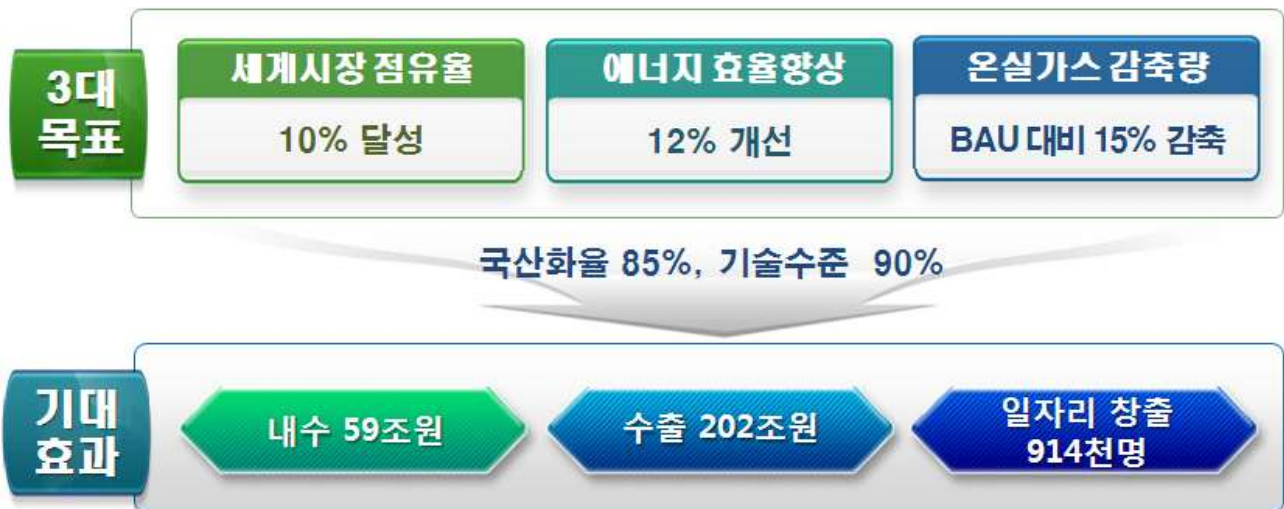 3대
목표
세계시장 점유율
10% 달성
에너지 효율향상
12% 개선
온실가스 감축량
BAU 대비 15% 감축
국산화율 85%, 기술수준 90%
기대
효과
내수 59조원
수출 202조원
일자리 창출
914천명